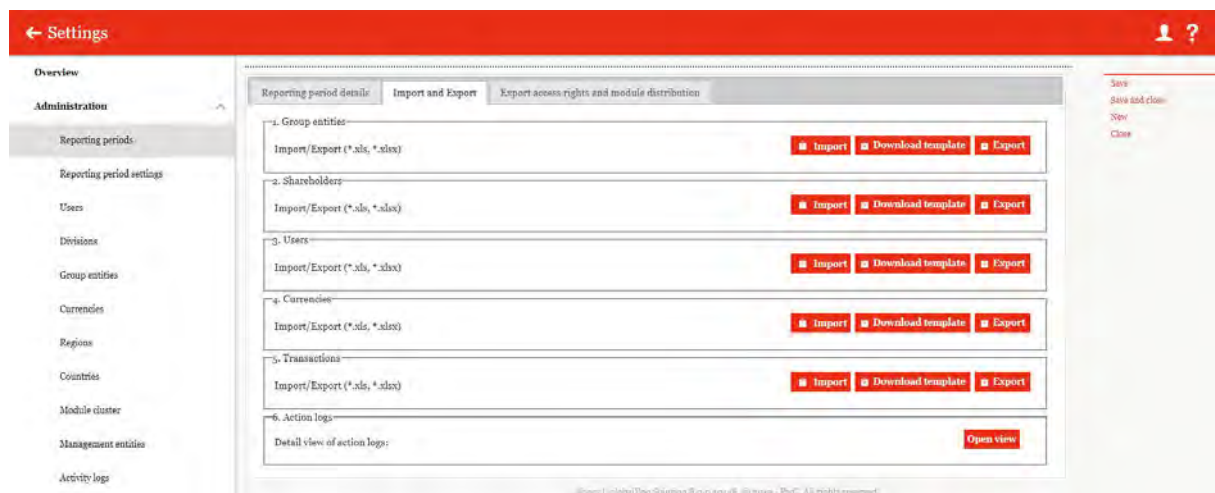 ← Settings
?
Overview
Administration
Reporting periods
Reporting period settings
Users
Divisions
Group entities
Currencies
Regions
Countries
Module cluster
Management entities
Activity logs
Reporting period details Import and Export Export access rights and module distribution
1. Group entities
Import/Export (*.xls, *.xlsx) Import Download template Export
2. Shareholders
Import/Export (*.xls, *.xlsx) Import Download template Export
3. Users
Import/Export (*.xls, *.xlsx) Import Download template Export
4. Currencies
Import/Export (*.xls, *.xlsx) Import Download template Export
5. Transactions
Import/Export (*.xls, *.xlsx) Import Download template Export
6. Action logs
Detail view of action logs: Open view
PwC. All rights reserved
Save
Save and close
New
Close